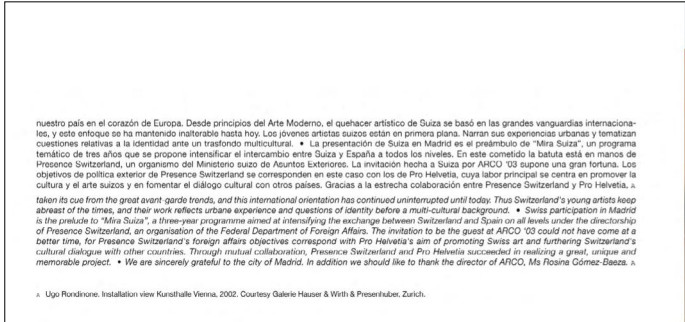 nuestro país en el corazón de Europa. Desde principios del Arte Moderno, el quehacer artístico de Suiza se basó en las grandes vanguardias internaciona-
les, y este enfoque se ha mantenido inalterable hasta hoy. Los jóvenes artistas suizos están en primera plana. Narran sus experiencias urbanas y tematizan
cuestiones relativas a la identidad ante un trasfondo multicultural. • La presentación de Suiza en Madrid es el preámbulo de "Mira Suiza", un programa
temático de tres años que se propone intensificar el intercambio entre Suiza y España a todos los niveles. En este cometido la batuta está en manos de
Presence Switzerland, un organismo del Ministerio suizo de Asuntos Exteriores. La invitación hecha a Suiza por ARCO '03 supone una gran fortuna. Los
objetivos de política exterior de Presence Switzerland se corresponden en este caso con los de Pro Helvetia, cuya labor principal se centra en promover la
cultura y el arte suizos y en fomentar el diálogo cultural con otros países. Gracias a la estrecha colaboración entre Presence Switzerland y Pro Helvetia, A
taken its cue from the great avant-garde trends, and this international orientation has continued uninterrupted until today. Thus Switzerland's young artists keep
abreast of the times, and their work reflects urbane experience and questions of identity before a multi-cultural background. • Swiss participation in Madrid
is the prelude to "Mira Suiza", a three-year programme aimed at intensifying the exchange between Switzerland and Spain on all levels under the directorship
of Presence Switzerland, an organisation of the Federal Department of Foreign Affairs. The invitation to be the guest at ARCO '03 could not have come at a
better time, for Presence Switzerland's foreign affairs objectives correspond with Pro Helvetia's aim of promoting Swiss art and furthering Switzerland's
cultural dialogue with other countries. Through mutual collaboration, Presence Switzerland and Pro Helvetia succeeded in realizing a great, unique and
memorable project. • We are sincerely grateful to the city of Madrid. In addition we should like to thank the director of ARCO, Ms Rosina Gómez-Baeza. A
A Ugo Rondinone. Installation view Kunsthalle Vienna, 2002. Courtesy Galerie Hauser & Wirth & Presenhuber, Zurich.